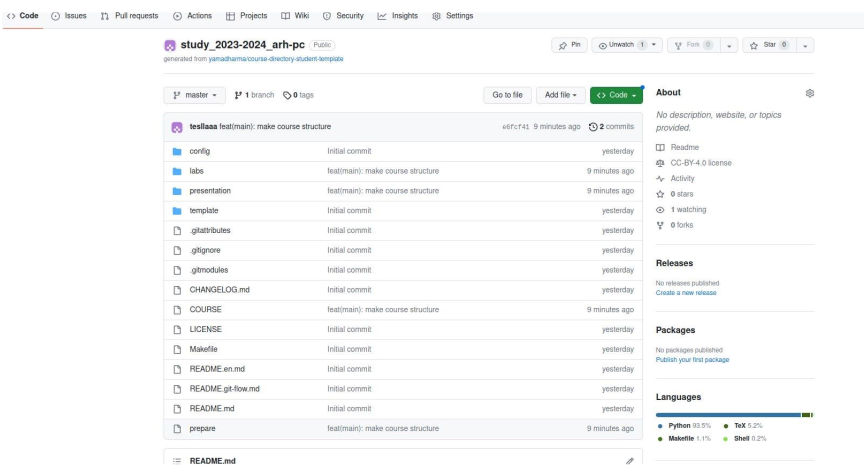 <> Code Issues Pull requests Actions Projects Wiki Security Insights Settings
study_2023-2024_arh-pc Public Pin Unwatch 1 Fork 0 Star 0
generated from yamadharma/course-directory-student-template
master 1 branch 0 tags Go to file Add file <> Code
tesllaaa feat(main): make course structure e6fcf41 9 minutes ago 2 commits
config Initial commit yesterday
labs feat(main): make course structure 9 minutes ago
presentation feat(main): make course structure 9 minutes ago
template Initial commit yesterday
.gitattributes Initial commit yesterday
.gitignore Initial commit yesterday
.gitmodules Initial commit yesterday
CHANGELOG.md Initial commit yesterday
COURSE feat(main): make course structure 9 minutes ago
LICENSE Initial commit yesterday
Makefile Initial commit yesterday
README.en.md Initial commit yesterday
README.git-flow.md Initial commit yesterday
README.md Initial commit yesterday
prepare feat(main): make course structure 9 minutes ago
README.md
About
No description, website, or topics
provided.
Readme
CC-BY-4.0 license
Activity
0 stars
1 watching
0 forks
Releases
No releases published
Create a new release
Packages
No packages published
Publish your first package
Languages
Python 93.5% TeX 5.2%
Makefile 1.1% Shell 0.2%